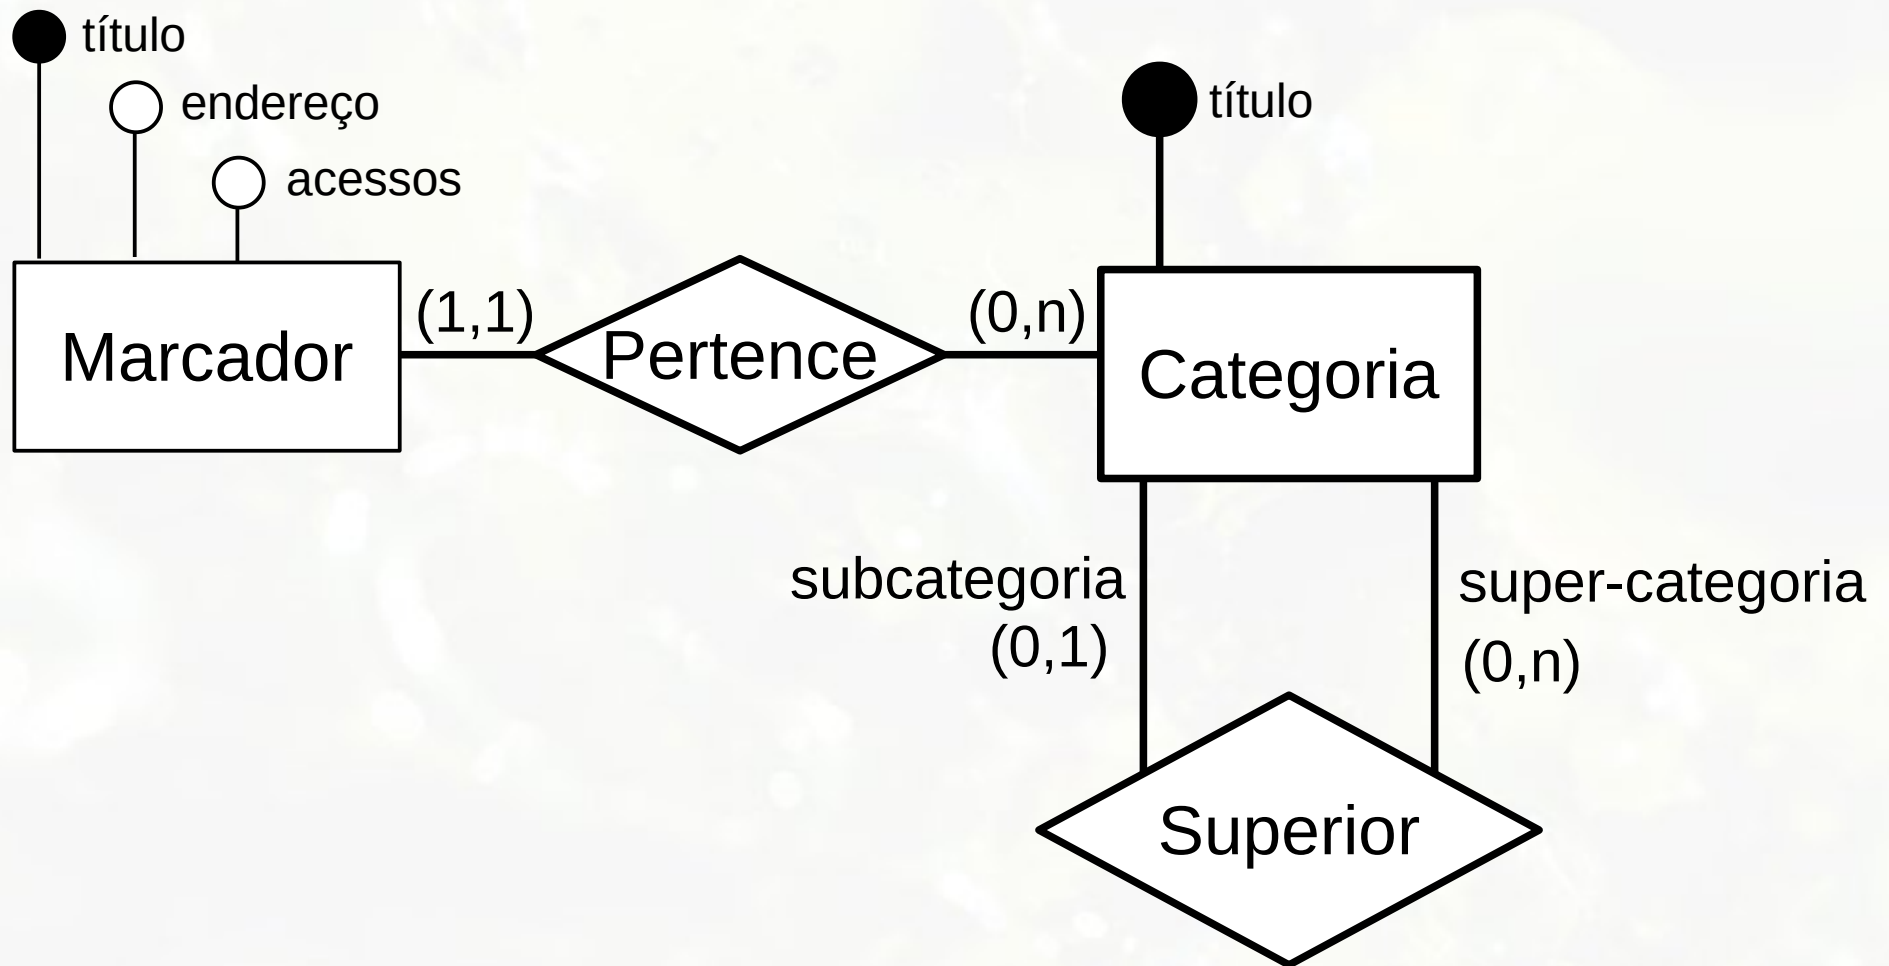 título
endereço
título
acessos
(1,1)
(0,n)
Marcador
Pertence
Categoria
subcategoria
super-categoria
(0,1)
(0,n)
Superior